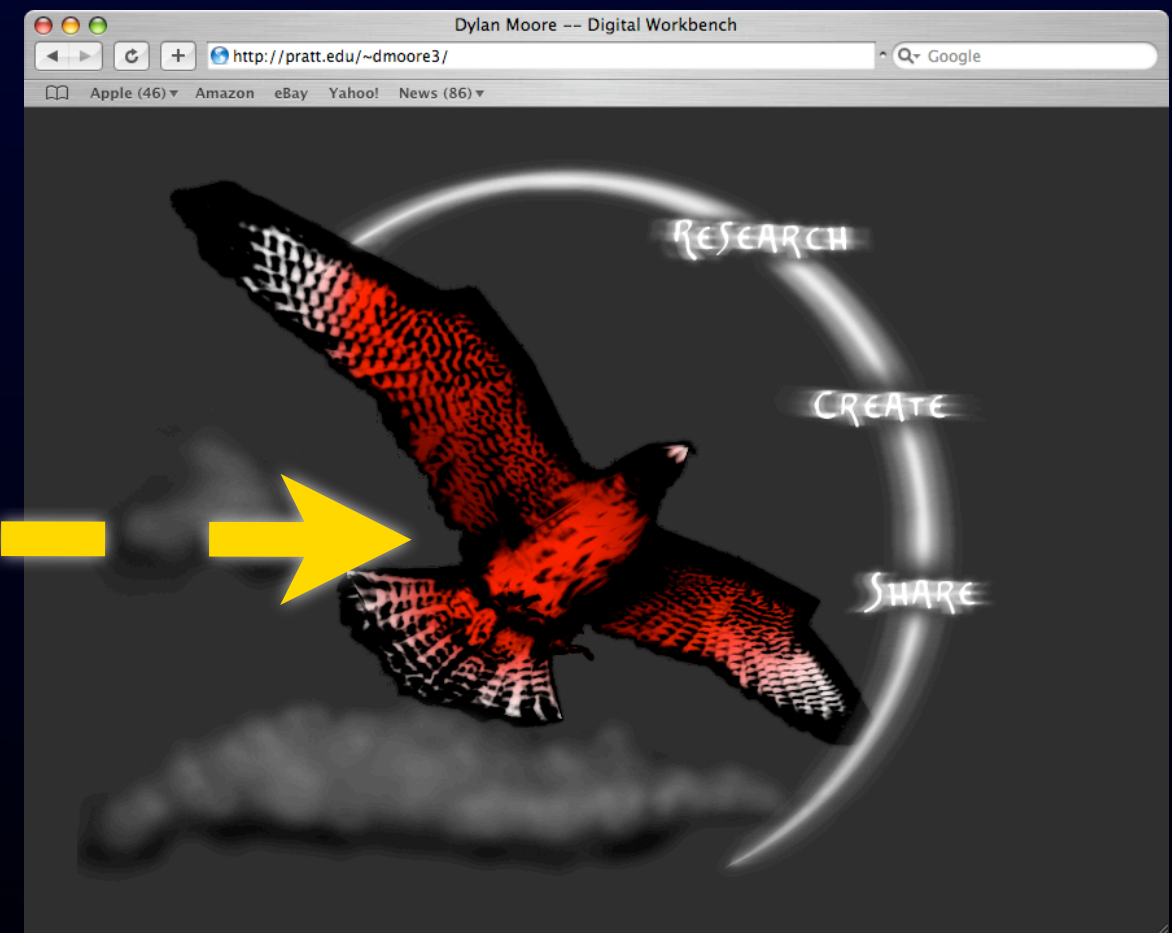 Dylan Moore -- Digital Workbench
http://pratt.edu/~dmoore3/
Google
Apple (46) Amazon eBay Yahoo! News (86)
RESEARCH
CREATE
SHARE